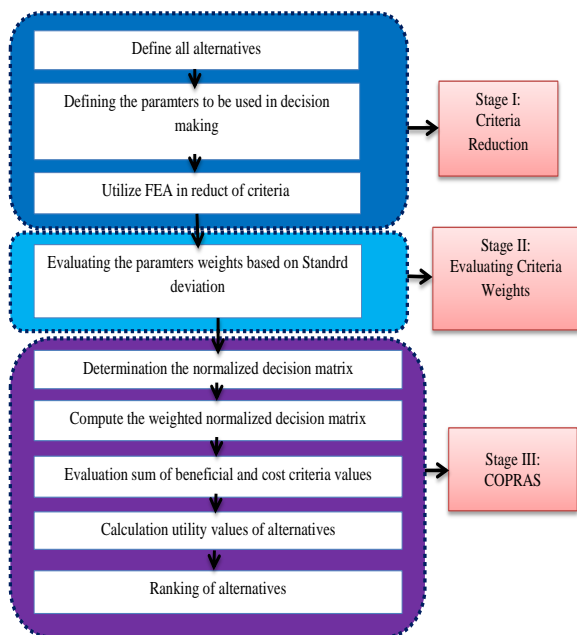 Define all alternatives
Defining the paramters to be used in decision
making
Utilize FEA in reduct of criteria
Stage I:
Criteria
Reduction
Evaluating the paramters weights based on Standrd
deviation
Stage II:
Evaluating Criteria
Weights
Determination the normalized decision matrix
Compute the weighted normalized decision matrix
Evaluation sum of beneficial and cost criteria values
Calculation utility values of alternatives
Ranking of alternatives
Stage III:
COPRAS